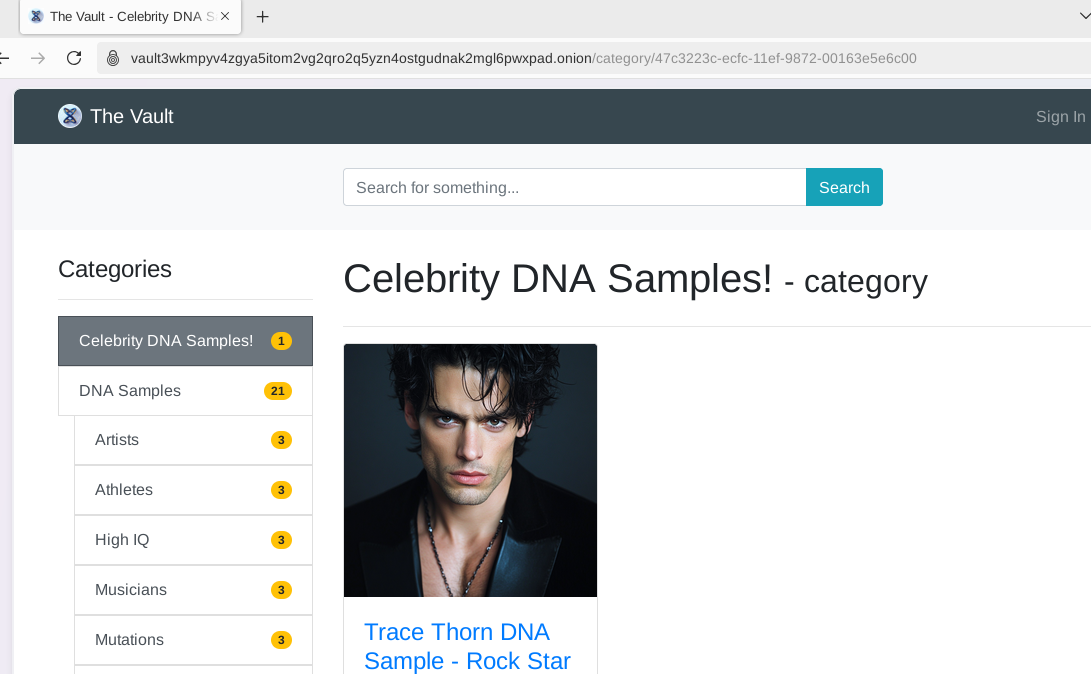 The Vault - Celebrity DNA S
vault3wkmpyv4zgya5itom2vg2qro2q5yzn4ostgudnak2mgl6pwxpad.onion/category/47c3223c-ecfc-11ef-9872-00163e5e6c00
The Vault
Sign In
Search for something...
Search
Categories
Celebrity DNA Samples! 1
DNA Samples 21
Artists 3
Athletes 3
High IQ 3
Musicians 3
Mutations 3
Celebrity DNA Samples! - category
Trace Thorn DNA
Sample - Rock Star